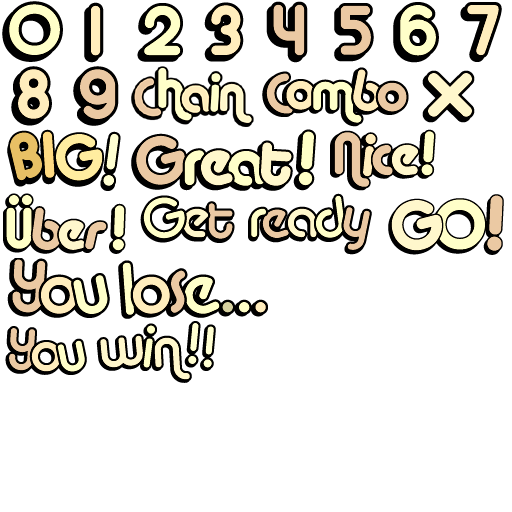 0 1 2 3 4 5 6 7
8 9 Chain Combo X
BIG! Great! Nice!
Über! Get ready GO!
You lose...
You win!!